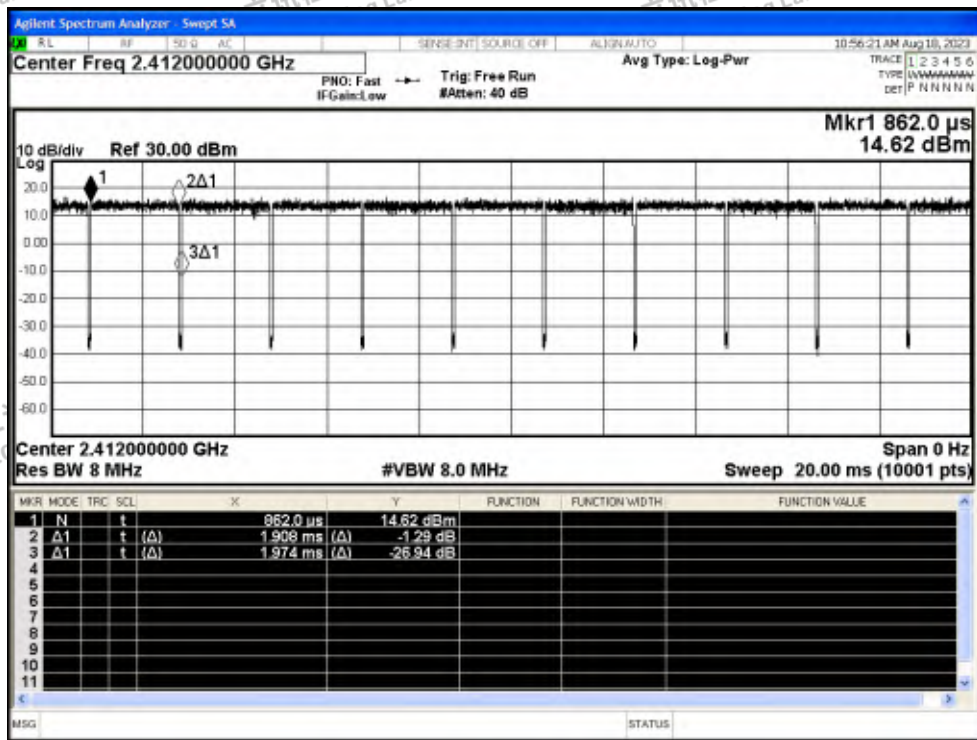 Agilent Spectrum Analyzer - Swept SA
RL RF 50 Ω AC SENSE:INT SOURCE OFF ALIGN AUTO 10:56:21 AM Aug 18, 2023
Center Freq 2.412000000 GHz
Avg Type: Log-Pwr
TRACE 1 2 3 4 5 6
PNO: Fast Trig: Free Run
TYPE
IFGain:Low #Atten: 40 dB
DET P N N N N N
Mkr1 862.0 µs
14.62 dBm
10 dB/div Ref 30.00 dBm
Log
1
2Δ1
20.0
10.0
0.00
3Δ1
-10.0
-20.0
-30.0
-40.0
-50.0
-60.0
Center 2.412000000 GHz Span 0 Hz
Res BW 8 MHz #VBW 8.0 MHz Sweep 20.00 ms (10001 pts)
MKR MODE TRC SCL X Y FUNCTION FUNCTION WIDTH FUNCTION VALUE
1 N t 862.0 µs 14.62 dBm
2 Δ1 t (Δ) 1.908 ms (Δ) -1.29 dB
3 Δ1 t (Δ) 1.974 ms (Δ) -26.94 dB
4
5
6
7
8
9
10
11
MSG STATUS